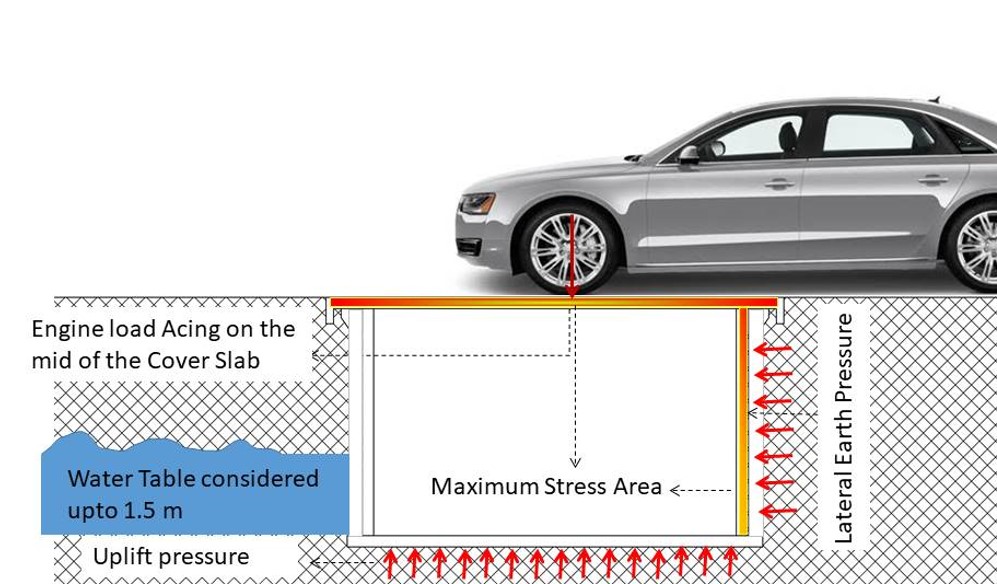 Engine load Acing on the
mid of the Cover Slab
Water Table considered
upto 1.5 m
Uplift pressure
Maximum Stress Area
Lateral Earth Pressure